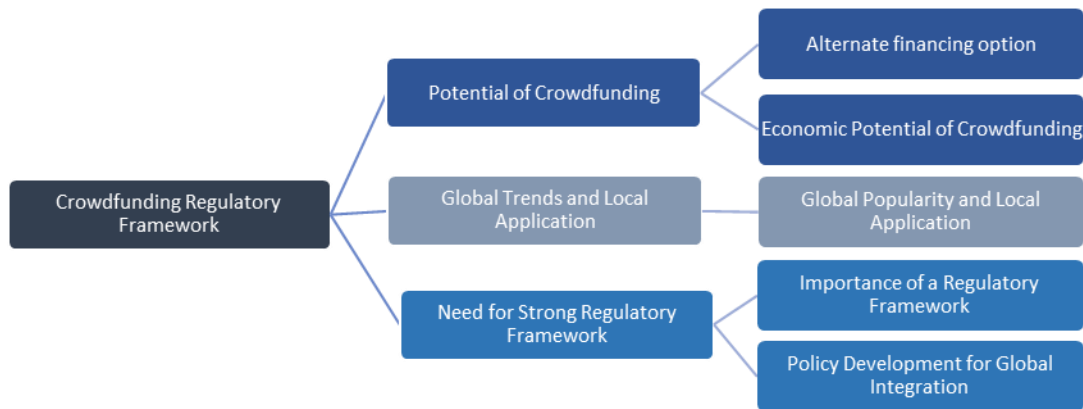 Crowdfunding Regulatory
Framework
Potential of Crowdfunding
Alternate financing option
Economic Potential of Crowdfunding
Global Trends and Local
Application
Global Popularity and Local
Application
Need for Strong Regulatory
Framework
Importance of a Regulatory
Framework
Policy Development for Global
Integration